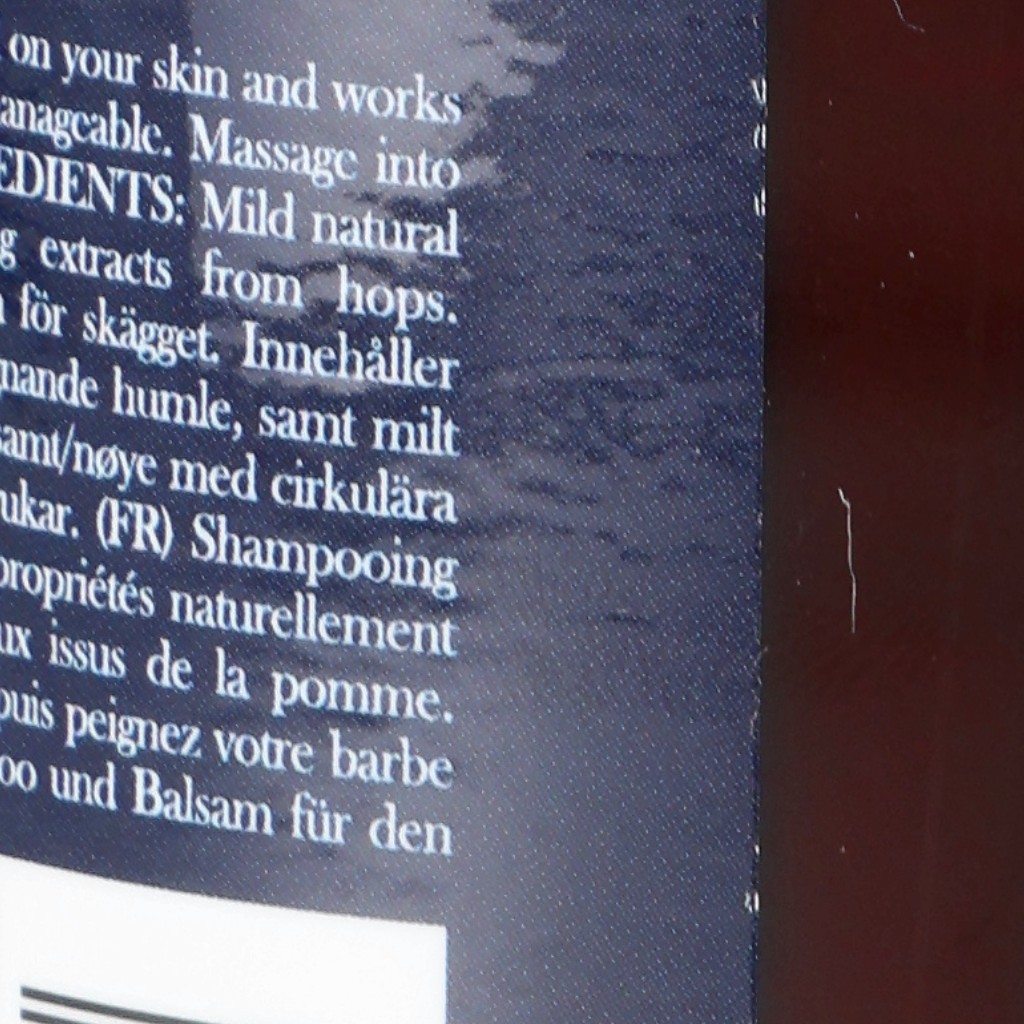 on your skin and works
anageable. Massage into
EDIENTS: Mild natural
g extracts from hops.
för skägget. Innehåller
nande humle, samt milt
samt/nøye med cirkulära
ukar. (FR) Shampooing
propriétés naturellement
ux issus de la pomme.
puis peignez votre barbe
oo und Balsam für den